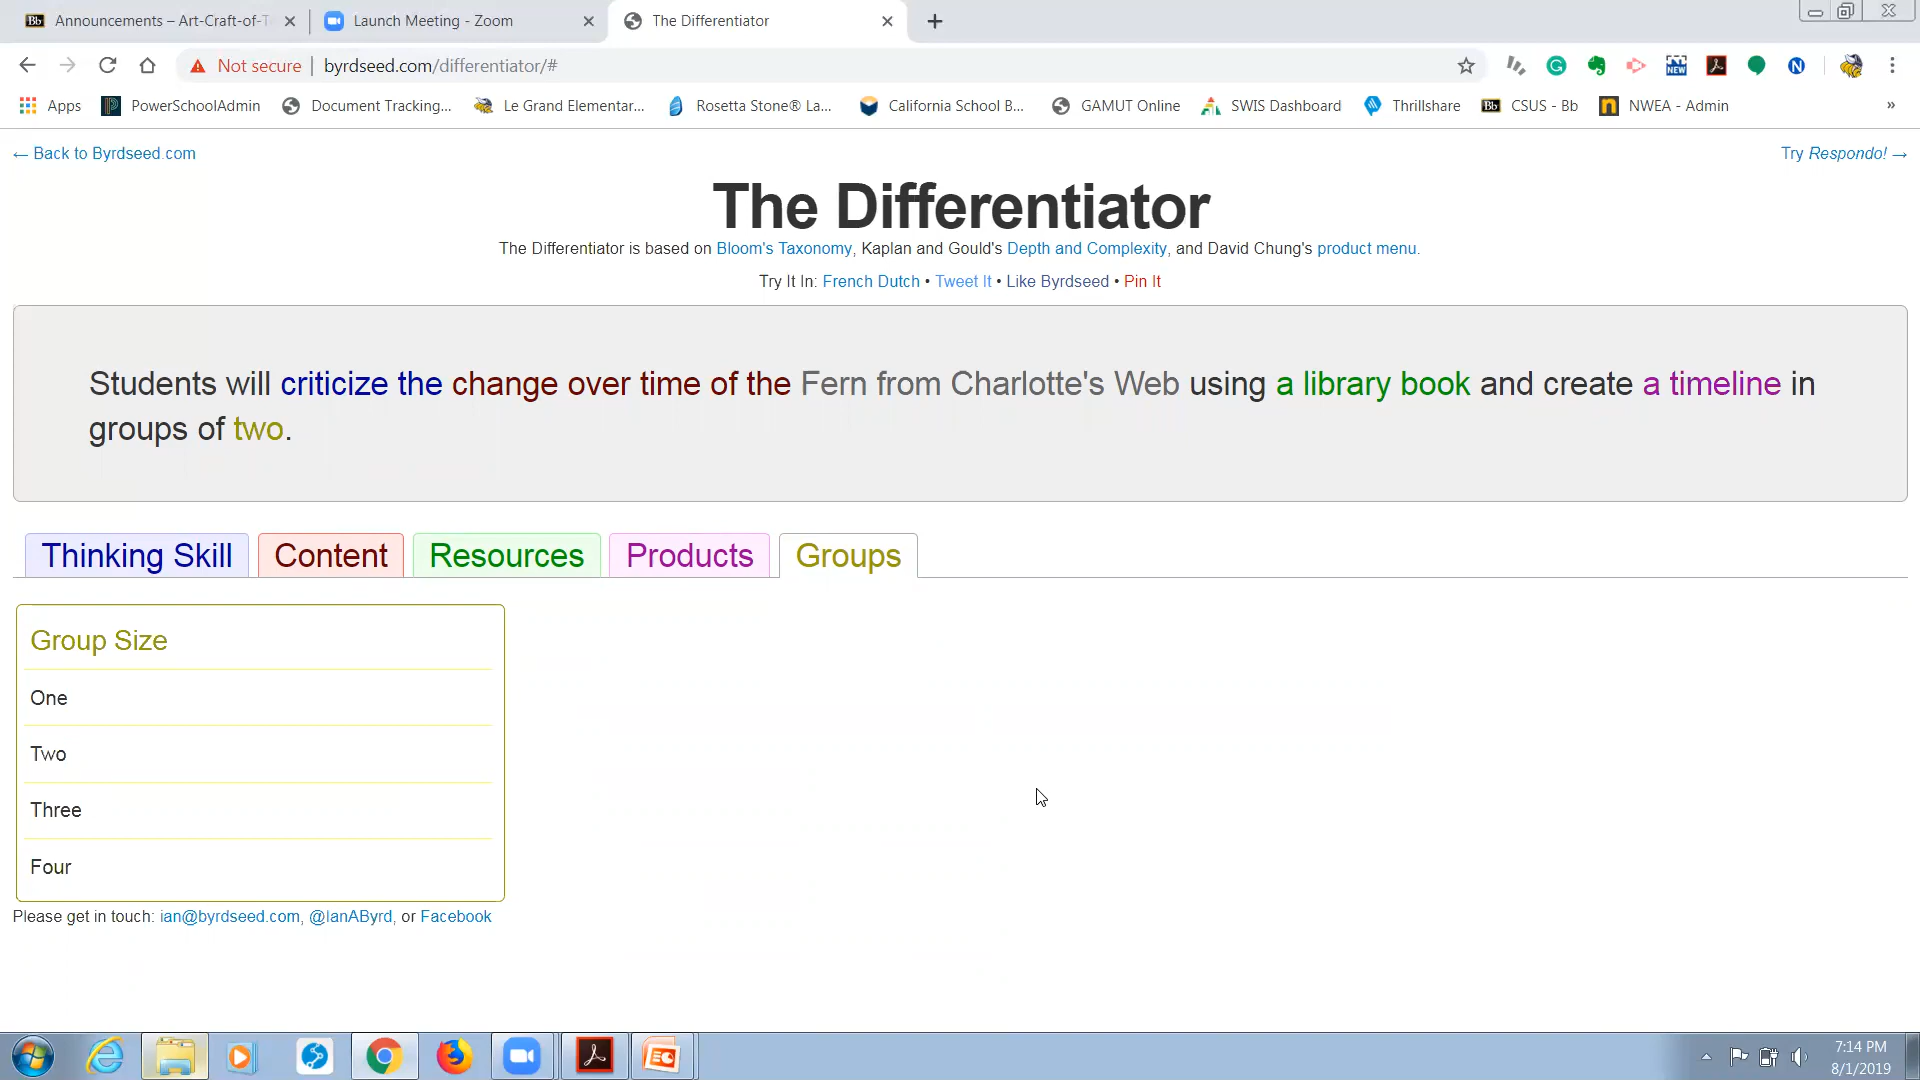 Announcements – Art-Craft-of-T
Launch Meeting - Zoom
The Differentiator
Not secure | byrdseed.com/differentiator/#
NEW
N
Apps
PowerSchoolAdmin
Document Tracking...
Le Grand Elementar...
Rosetta Stone® La...
California School B...
GAMUT Online
SWIS Dashboard
Thrillshare
Bb CSUS - Bb
NWEA - Admin
»
← Back to Byrdseed.com
Try Respondo! →
The Differentiator
The Differentiator is based on Bloom's Taxonomy, Kaplan and Gould's Depth and Complexity, and David Chung's product menu.
Try It In: French Dutch • Tweet It • Like Byrdseed • Pin It
Students will criticize the change over time of the Fern from Charlotte's Web using a library book and create a timeline in
groups of two.
Thinking Skill
Content
Resources
Products
Groups
Group Size
One
Two
Three
Four
Please get in touch: ian@byrdseed.com, @IanAByrd, or Facebook
7:14 PM
8/1/2019